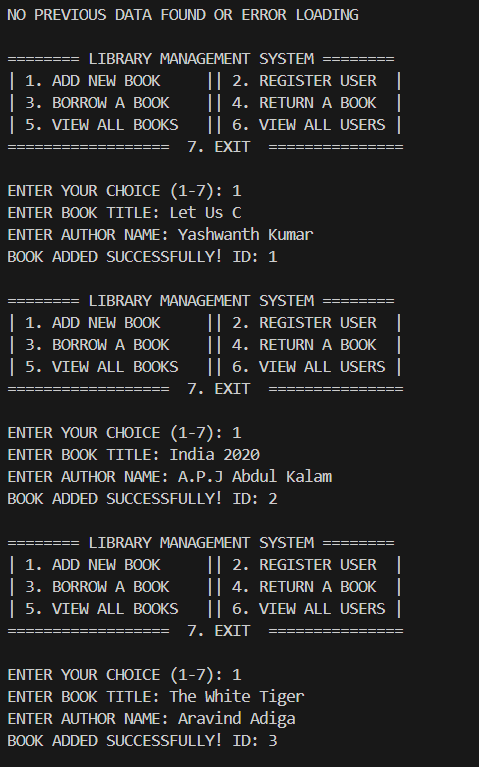 NO PREVIOUS DATA FOUND OR ERROR LOADING
======== LIBRARY MANAGEMENT SYSTEM ========
| 1. ADD NEW BOOK     || 2. REGISTER USER  |
| 3. BORROW A BOOK    || 4. RETURN A BOOK  |
| 5. VIEW ALL BOOKS   || 6. VIEW ALL USERS |
==================  7. EXIT  ===============
ENTER YOUR CHOICE (1-7): 1
ENTER BOOK TITLE: Let Us C
ENTER AUTHOR NAME: Yashwanth Kumar
BOOK ADDED SUCCESSFULLY! ID: 1
======== LIBRARY MANAGEMENT SYSTEM ========
| 1. ADD NEW BOOK     || 2. REGISTER USER  |
| 3. BORROW A BOOK    || 4. RETURN A BOOK  |
| 5. VIEW ALL BOOKS   || 6. VIEW ALL USERS |
==================  7. EXIT  ===============
ENTER YOUR CHOICE (1-7): 1
ENTER BOOK TITLE: India 2020
ENTER AUTHOR NAME: A.P.J Abdul Kalam
BOOK ADDED SUCCESSFULLY! ID: 2
======== LIBRARY MANAGEMENT SYSTEM ========
| 1. ADD NEW BOOK     || 2. REGISTER USER  |
| 3. BORROW A BOOK    || 4. RETURN A BOOK  |
| 5. VIEW ALL BOOKS   || 6. VIEW ALL USERS |
==================  7. EXIT  ===============
ENTER YOUR CHOICE (1-7): 1
ENTER BOOK TITLE: The White Tiger
ENTER AUTHOR NAME: Aravind Adiga
BOOK ADDED SUCCESSFULLY! ID: 3